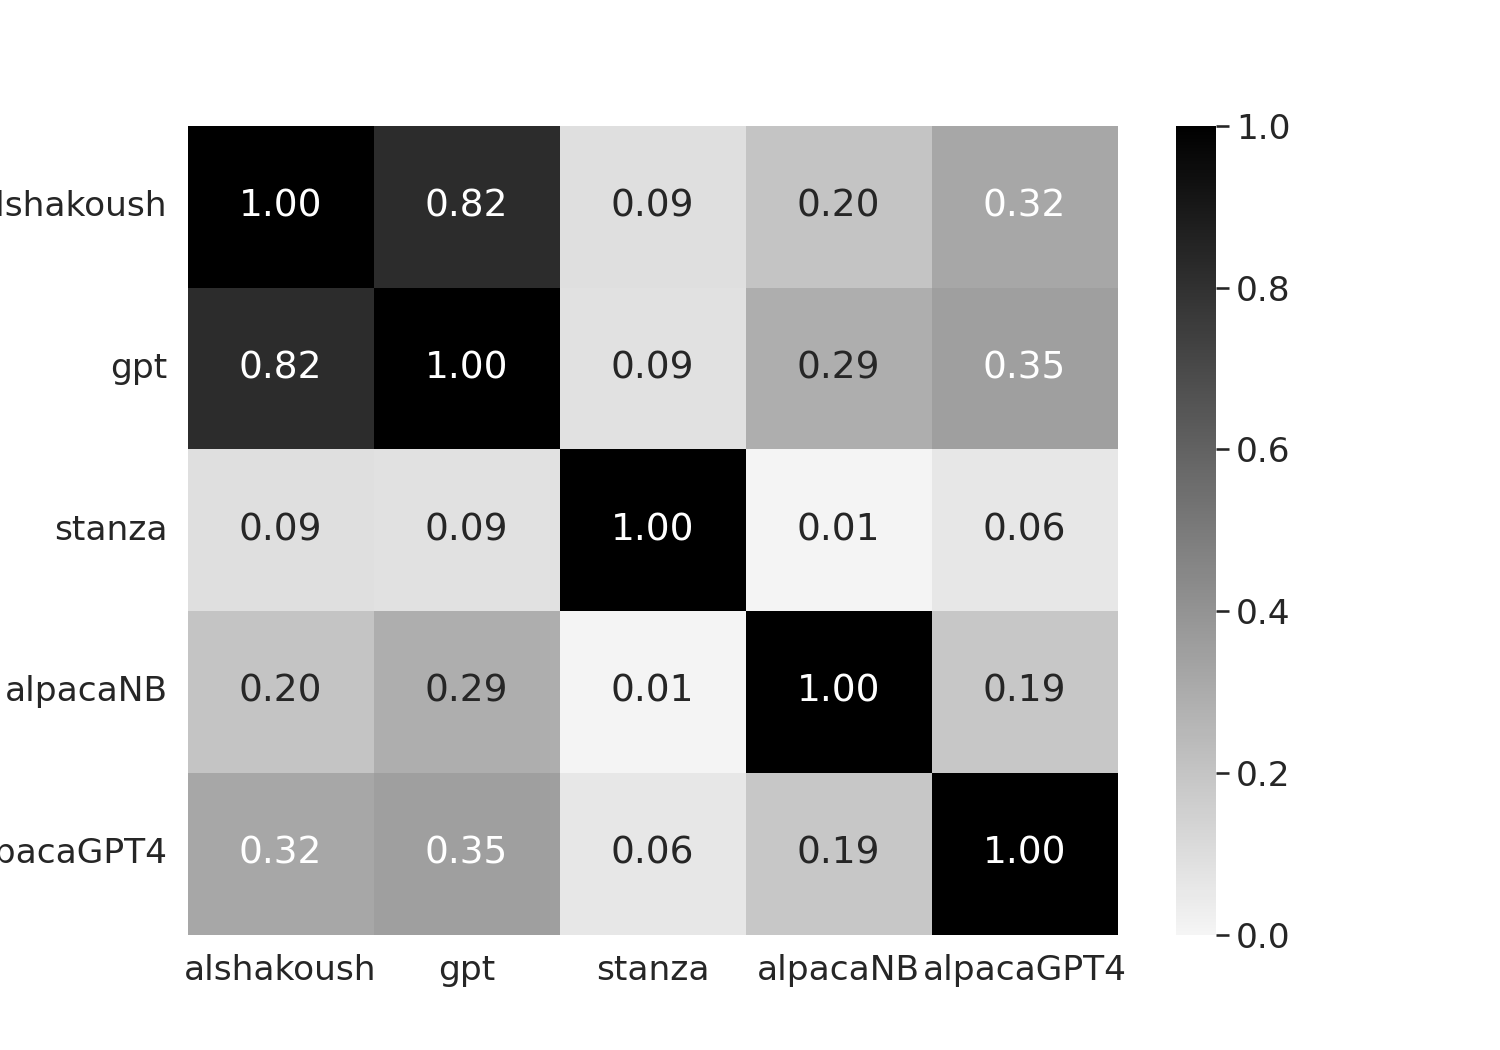 1.0
lshakoush 1.00 0.82 0.09 0.20 0.32
0.8
gpt 0.82 1.00 0.09 0.29 0.35
0.6
stanza 0.09 0.09 1.00 0.01 0.06
0.4
alpacaNB 0.20 0.29 0.01 1.00 0.19
0.2
pacaGPT4 0.32 0.35 0.06 0.19 1.00
0.0
alshakoush gpt stanza alpacaNB alpacaGPT4